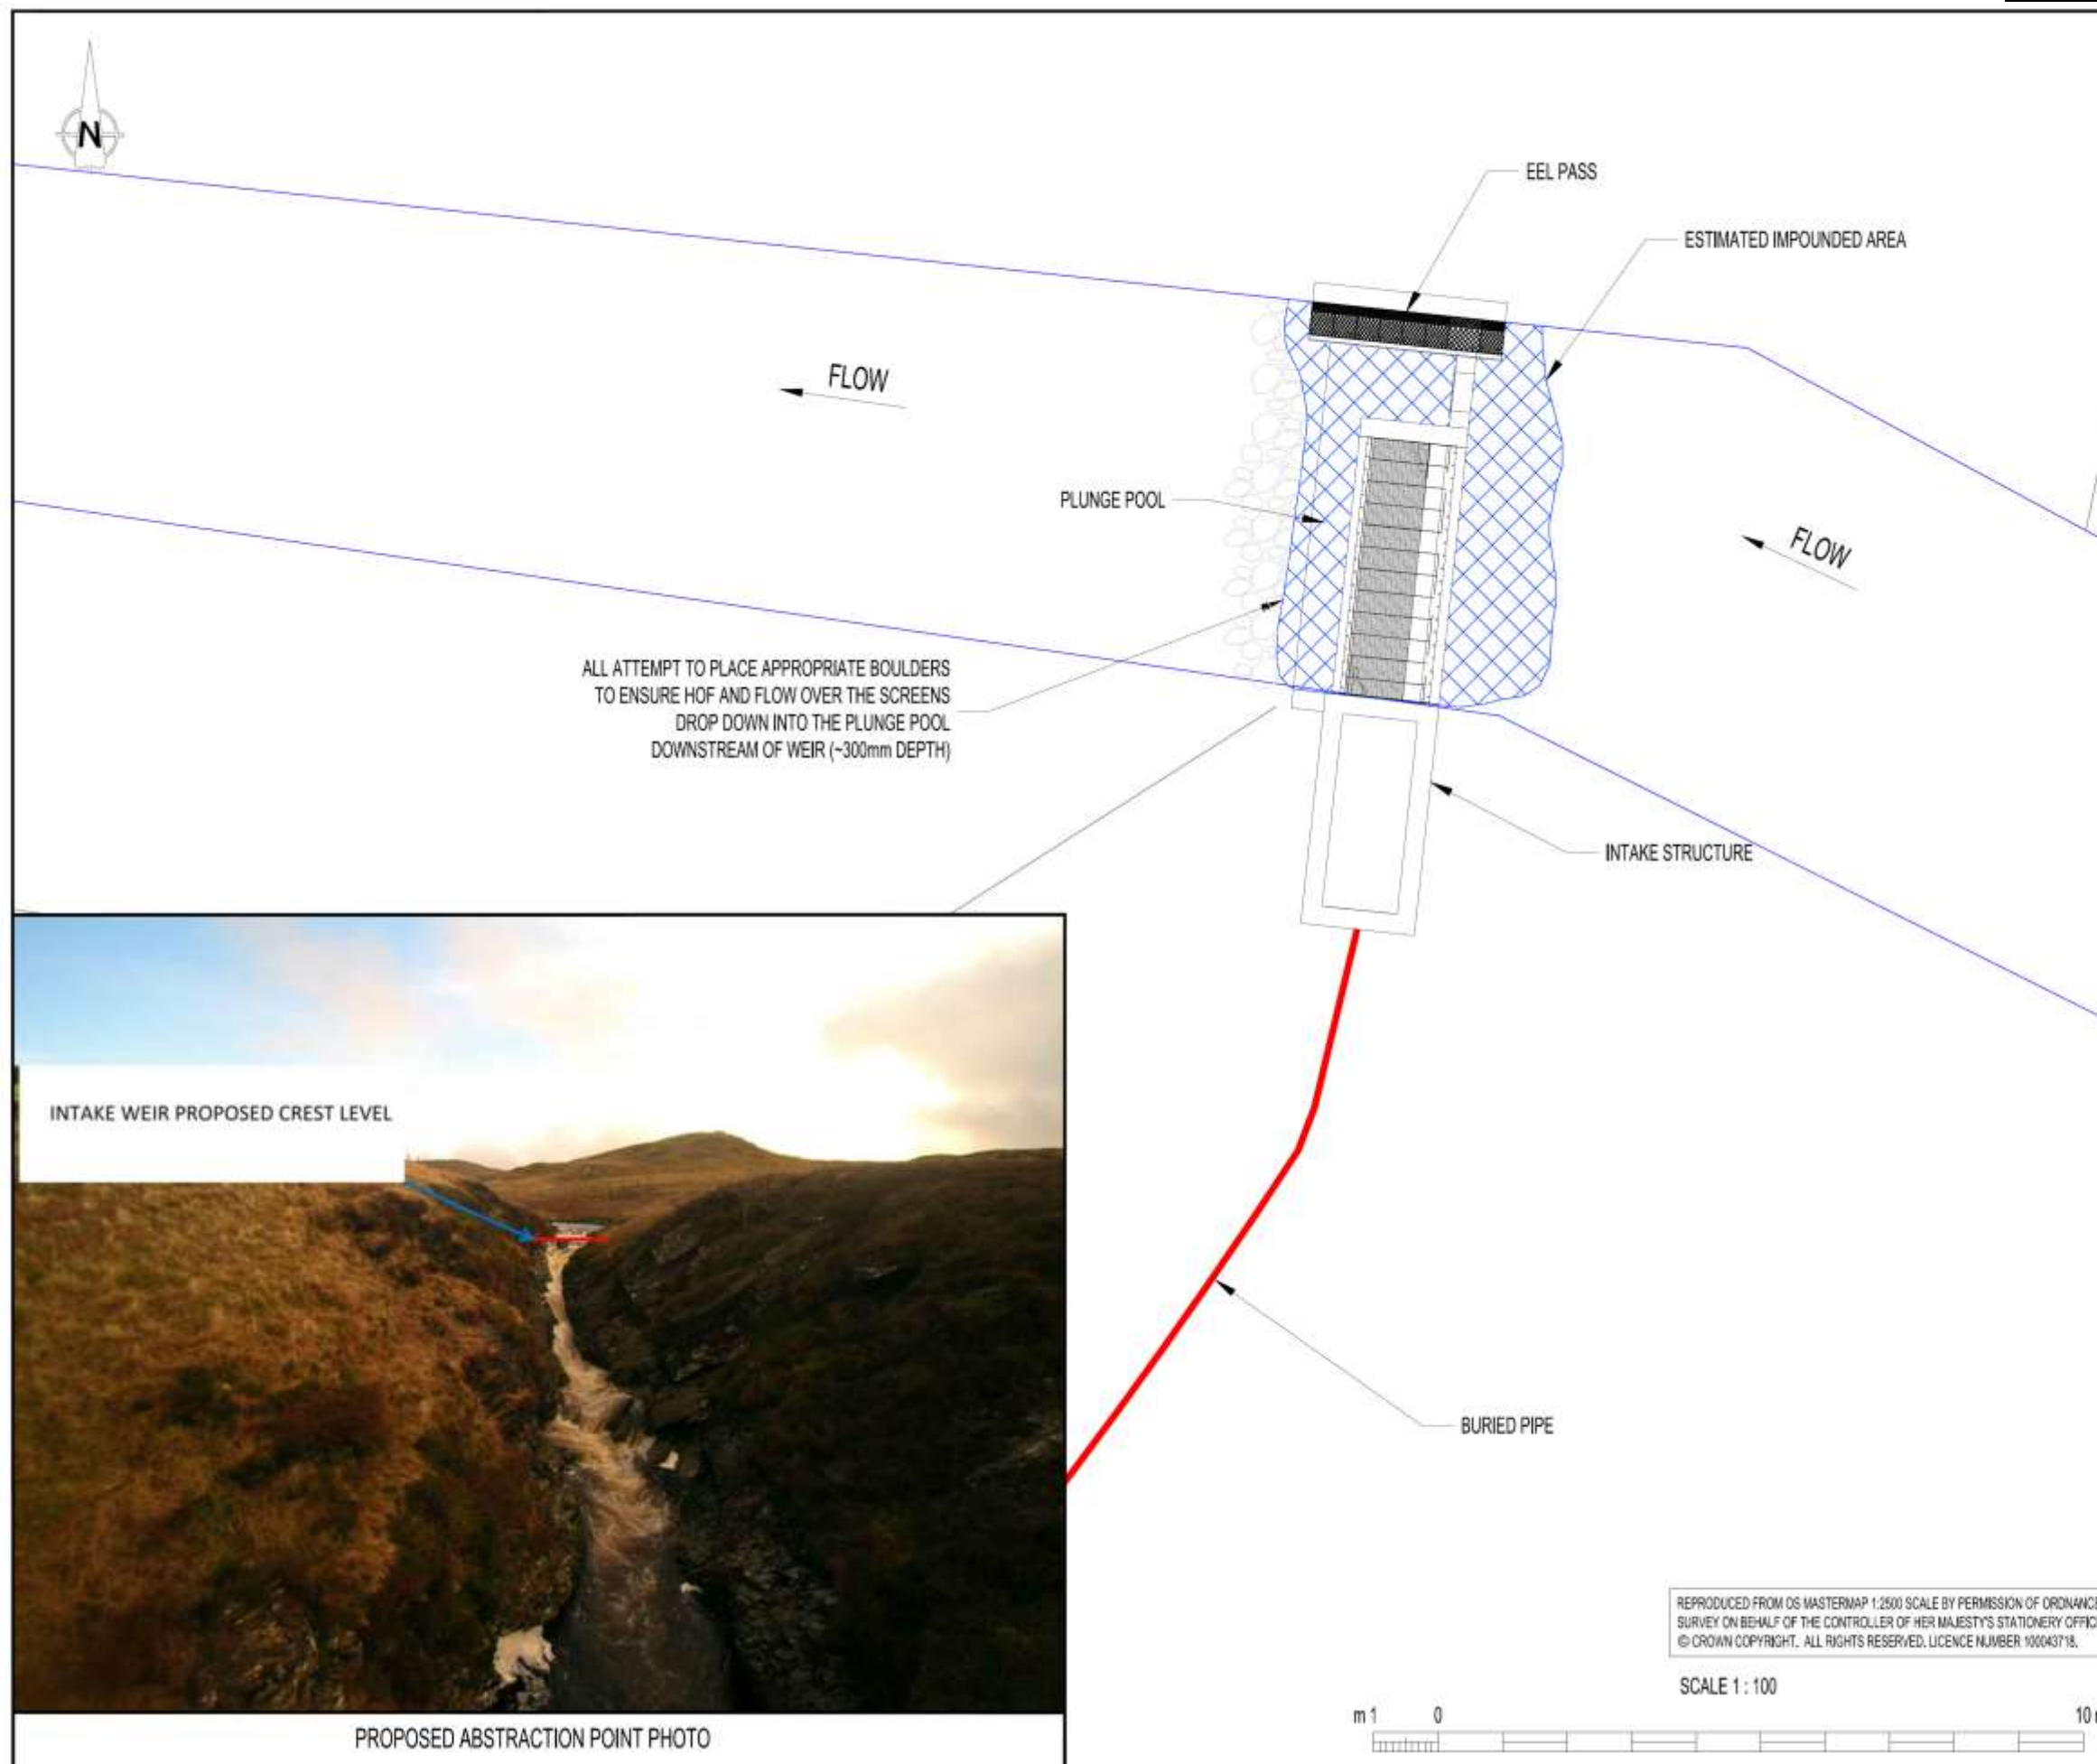 N
EEL PASS
ESTIMATED IMPOUNDED AREA
FLOW
PLUNGE POOL
FLOW
ALL ATTEMPT TO PLACE APPROPRIATE BOULDERS
TO ENSURE HOF AND FLOW OVER THE SCREENS
DROP DOWN INTO THE PLUNGE POOL
DOWNSTREAM OF WEIR (~300mm DEPTH)
INTAKE STRUCTURE
INTAKE WEIR PROPOSED CREST LEVEL
BURIED PIPE
REPRODUCED FROM OS MASTERMAP 1:2500 SCALE BY PERMISSION OF ORDNANCE
SURVEY ON BEHALF OF THE CONTROLLER OF HER MAJESTY'S STATIONERY OFFIC
© CROWN COPYRIGHT. ALL RIGHTS RESERVED. LICENCE NUMBER 100043718.
SCALE 1 : 100
m 1 0 10
PROPOSED ABSTRACTION POINT PHOTO